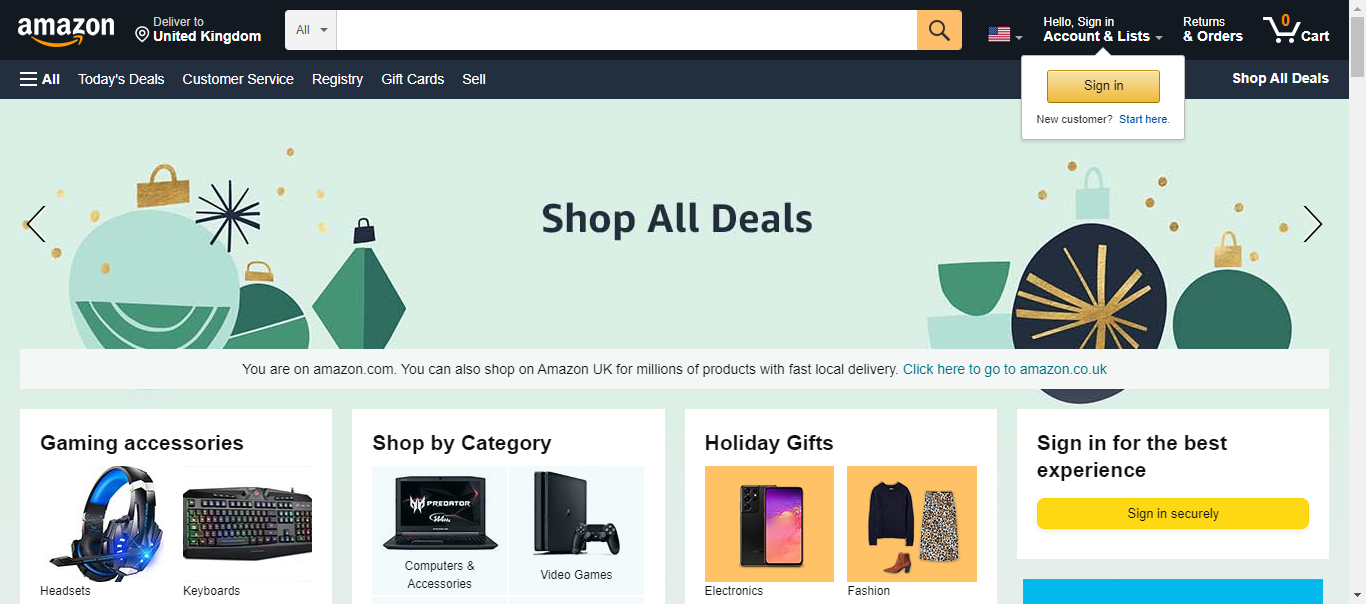 amazon
Deliver to
United Kingdom
All
Hello, Sign in
Account & Lists
Returns
& Orders
0
Cart
All
Today's Deals
Customer Service
Registry
Gift Cards
Sell
Shop All Deals
Sign in
New customer? Start here.
Shop All Deals
You are on amazon.com. You can also shop on Amazon UK for millions of products with fast local delivery. Click here to go to amazon.co.uk
Gaming accessories
Headsets
Keyboards
Shop by Category
PREDATOR
Computers &
Accessories
Video Games
Holiday Gifts
Electronics
Fashion
Sign in for the best
experience
Sign in securely